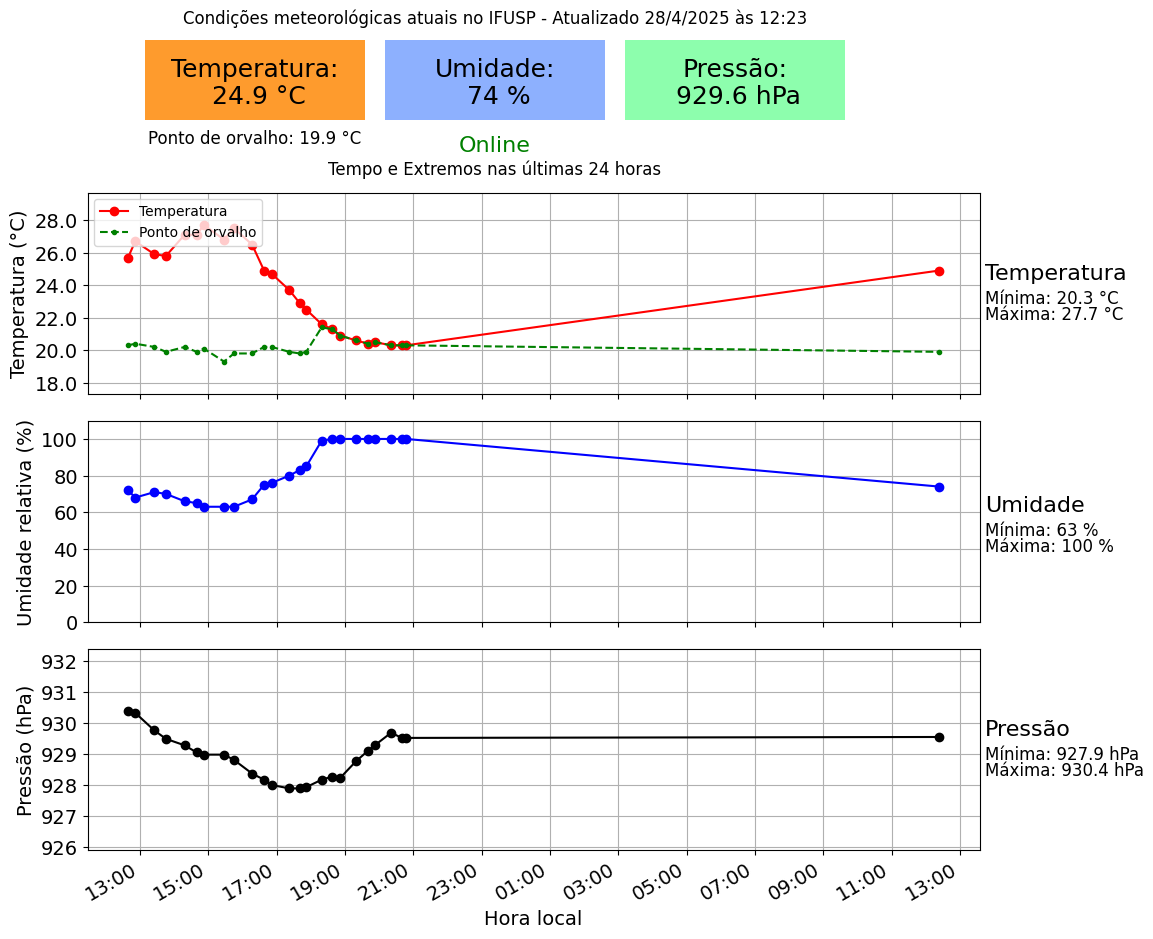 Condições meteorológicas atuais no IFUSP - Atualizado 28/4/2025 às 12:23
Temperatura:
24.9 °C
Umidade:
74 %
Pressão:
929.6 hPa
Ponto de orvalho: 19.9 °C
Online
Tempo e Extremos nas últimas 24 horas
Temperatura (°C)
28.0
26.0
24.0
22.0
20.0
18.0
Temperatura
Ponto de orvalho
Temperatura
Mínima: 20.3 °C
Máxima: 27.7 °C
Umidade relativa (%)
100
80
60
40
20
0
Umidade
Mínima: 63 %
Máxima: 100 %
Pressão (hPa)
932
931
930
929
928
927
926
Pressão
Mínima: 927.9 hPa
Máxima: 930.4 hPa
13:00 15:00 17:00 19:00 21:00 23:00 01:00 03:00 05:00 07:00 09:00 11:00 13:00
Hora local